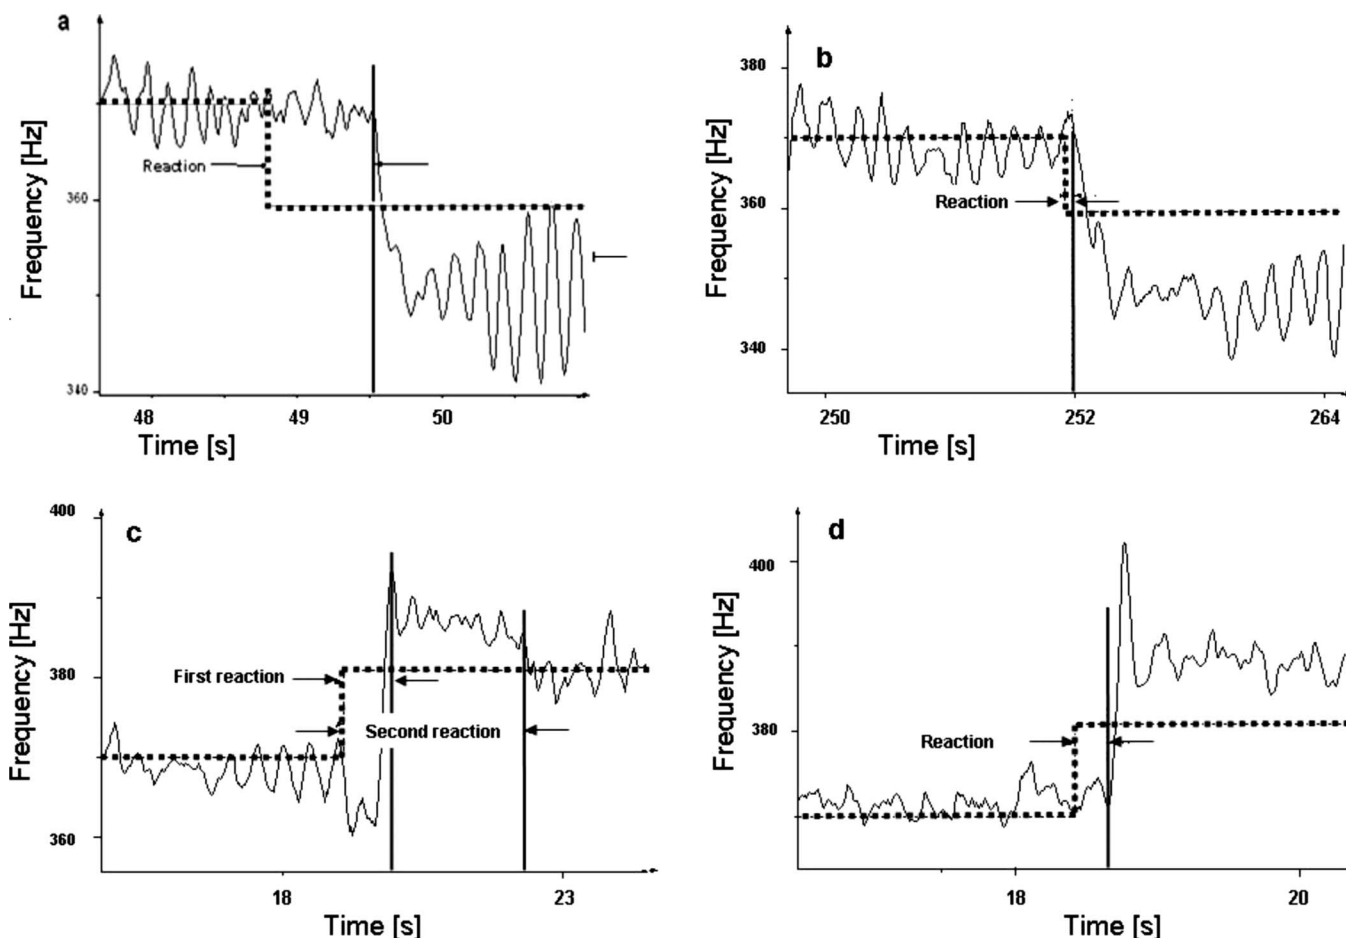 a
Frequency [Hz]
Reaction
360
340
48 49 50
Time [s]
b
Frequency [Hz]
380
Reaction
360
340
250 252 264
Time [s]
c
Frequency [Hz]
400
First reaction
380
Second reaction
360
18 23
Time [s]
d
Frequency [Hz]
400
Reaction
380
18 20
Time [s]